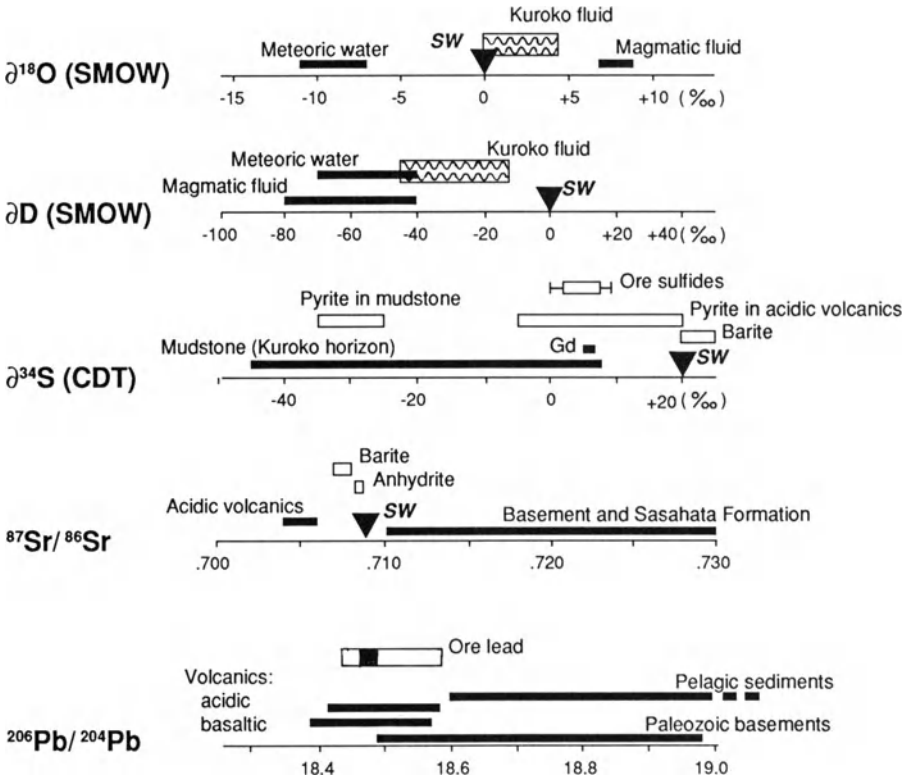 Kuroko fluid
SW
Meteoric water
Magmatic fluid
∂¹⁸O (SMOW)
-15 -10 -5 0 +5 +10 (‰)
Kuroko fluid
Meteoric water
Magmatic fluid
SW
∂D (SMOW)
-100 -80 -60 -40 -20 0 +20 +40 (‰)
Ore sulfides
Pyrite in mudstone
Pyrite in acidic volcanics
Barite
Mudstone (Kuroko horizon)
Gd
SW
∂³⁴S (CDT)
-40 -20 0 +20 (‰)
Barite
Anhydrite
Acidic volcanics
SW
Basement and Sasahata Formation
⁸⁷Sr/ ⁸⁶Sr
.700 .710 .720 .730
Ore lead
Volcanics:
acidic
basaltic
Pelagic sediments
Paleozoic basements
²⁰⁶Pb/ ²⁰⁴Pb
18.4 18.6 18.8 19.0